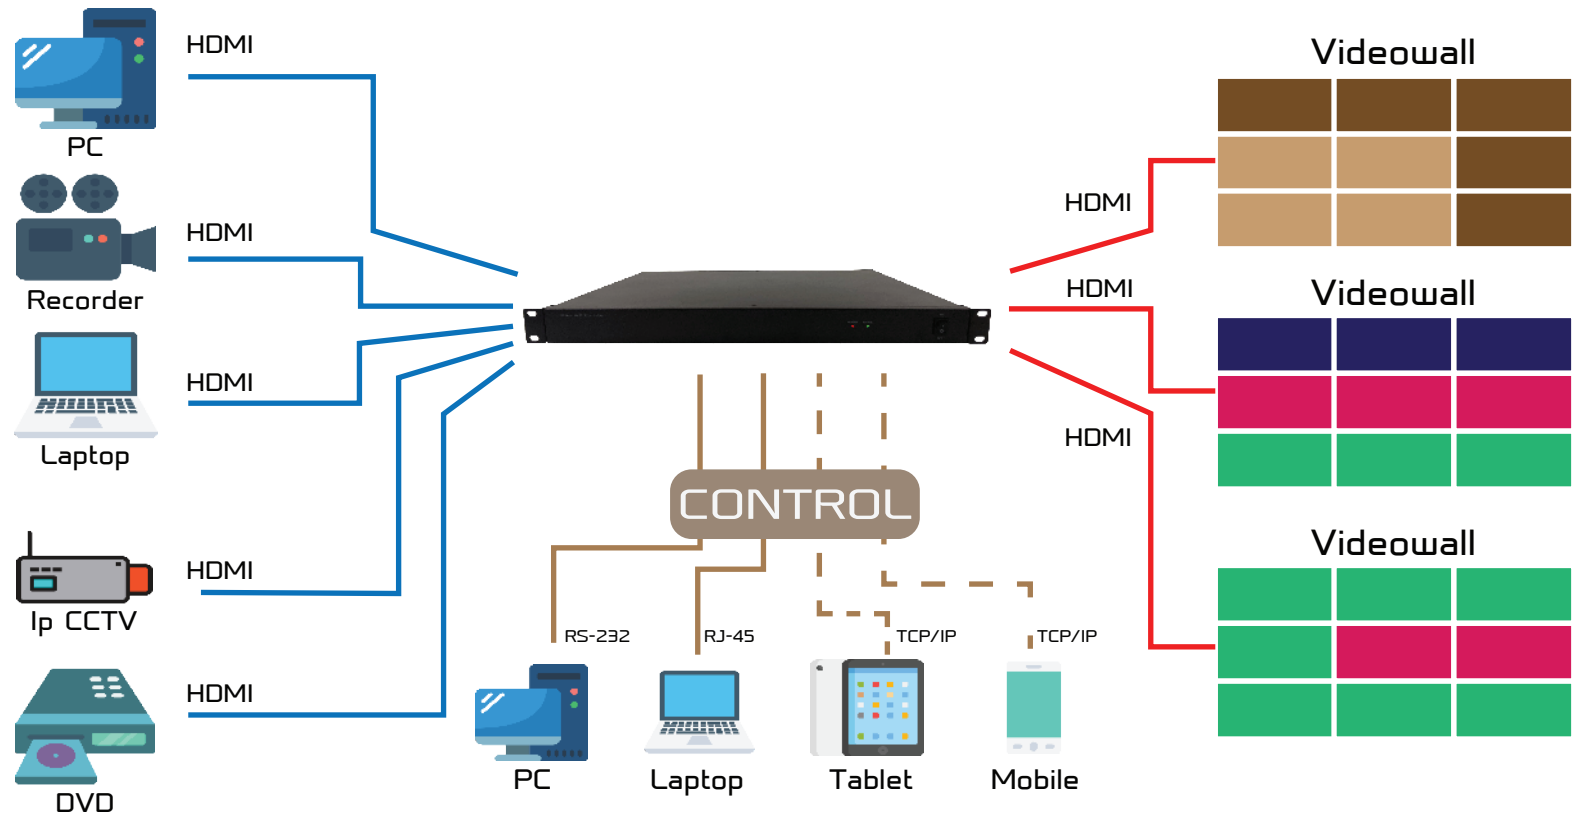 HDMI
PC
HDMI
Recorder
HDMI
Laptop
HDMI
Ip CCTV
HDMI
DVD
CONTROL
RS-232
RJ-45
TCP/IP
TCP/IP
PC
Laptop
Tablet
Mobile
HDMI
HDMI
HDMI
Videowall
Videowall
Videowall